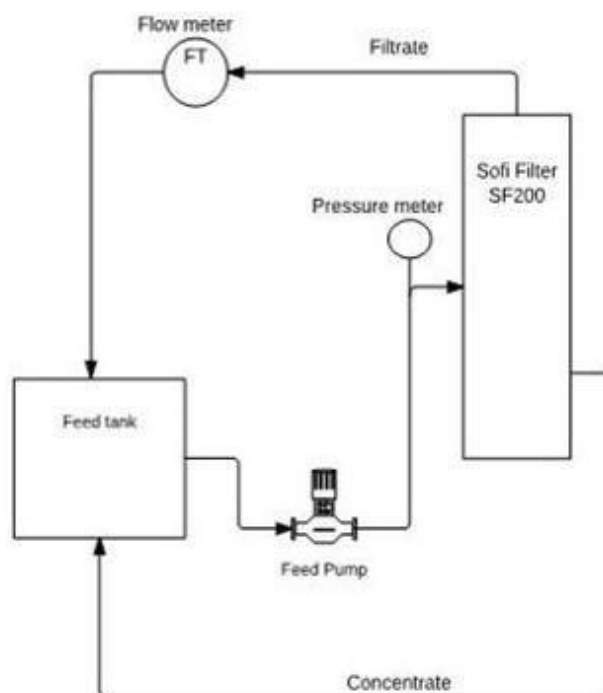 Flow meter
FT
Filtrate
Sofi Filter
SF200
Pressure meter
Feed tank
Feed Pump
Concentrate